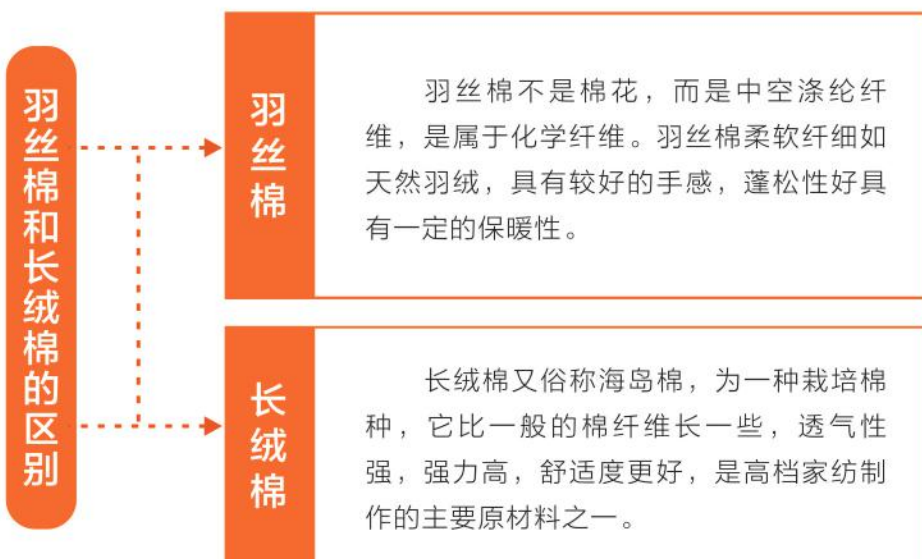 羽丝棉和长绒棉的区别
羽丝棉
羽丝棉不是棉花，而是中空涤纶纤
维，是属于化学纤维。羽丝棉柔软纤细如
天然羽绒，具有较好的手感，蓬松性好具
有一定的保暖性。
长绒棉
长绒棉又俗称海岛棉，为一种栽培棉
种，它比一般的棉纤维长一些，透气性
强，强力高，舒适度更好，是高档家纺制
作的主要原材料之一。